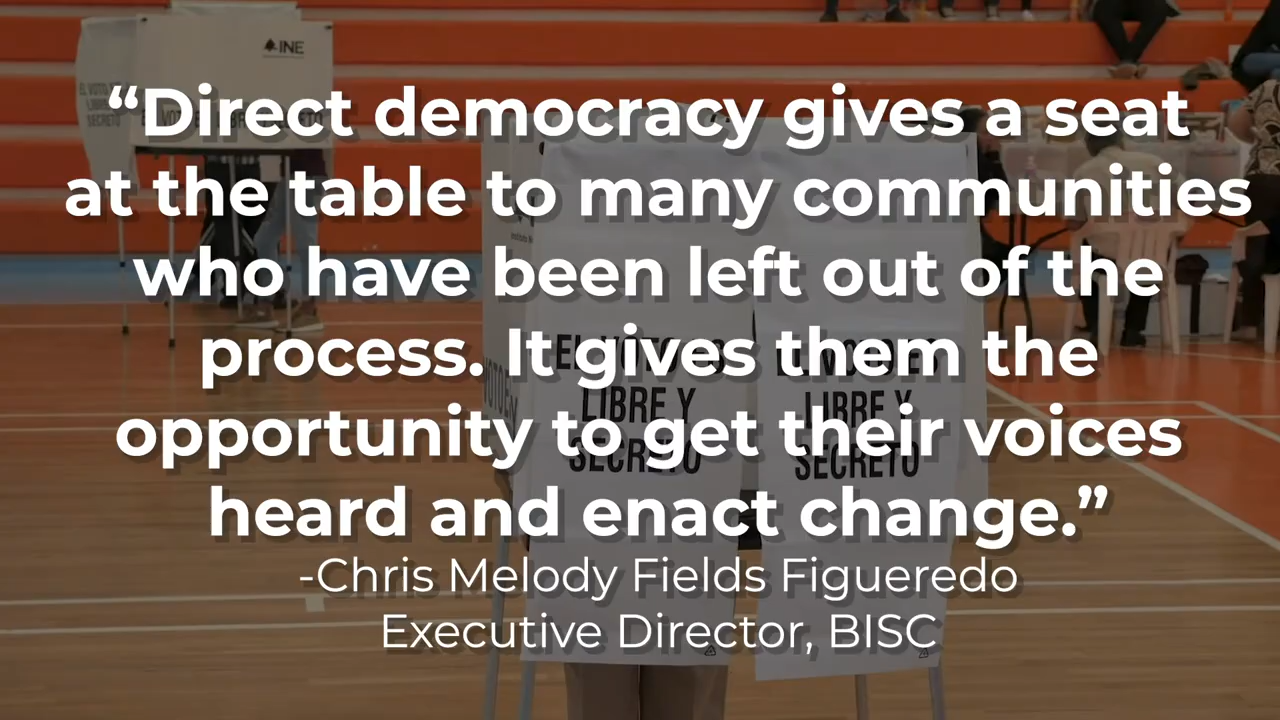 INE
“Direct democracy gives a seat
at the table to many communities
who have been left out of the
process. It gives them the
opportunity to get their voices
heard and enact change.”
-Chris Melody Fields Figueredo
Executive Director, BISC
LIBRE Y
SECRETO
LIBRE Y
SECRETO